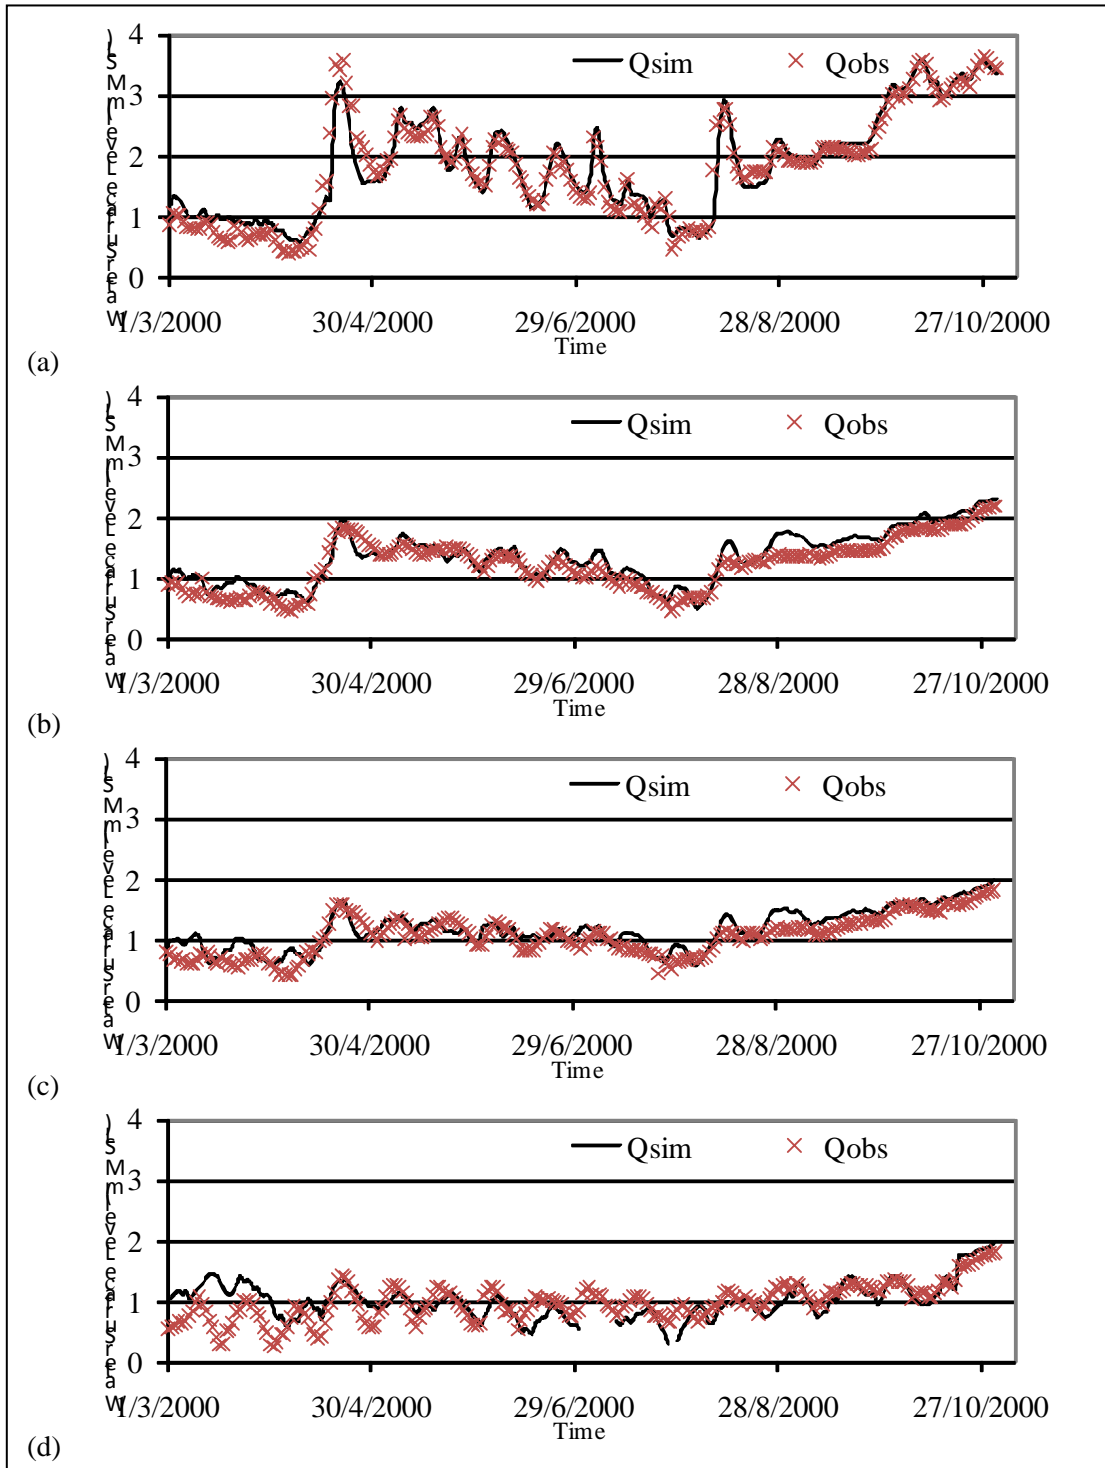 Water Surface Level (m MSL)
4
Qsim Qobs
3
2
1
0
1/3/2000 30/4/2000 29/6/2000 28/8/2000 27/10/2000
Time
(a)
Water Surface Level (m MSL)
4
Qsim Qobs
3
2
1
0
1/3/2000 30/4/2000 29/6/2000 28/8/2000 27/10/2000
Time
(b)
Water Surface Level (m MSL)
4
Qsim Qobs
3
2
1
0
1/3/2000 30/4/2000 29/6/2000 28/8/2000 27/10/2000
Time
(c)
Water Surface Level (m MSL)
4
Qsim Qobs
3
2
1
0
1/3/2000 30/4/2000 29/6/2000 28/8/2000 27/10/2000
Time
(d)